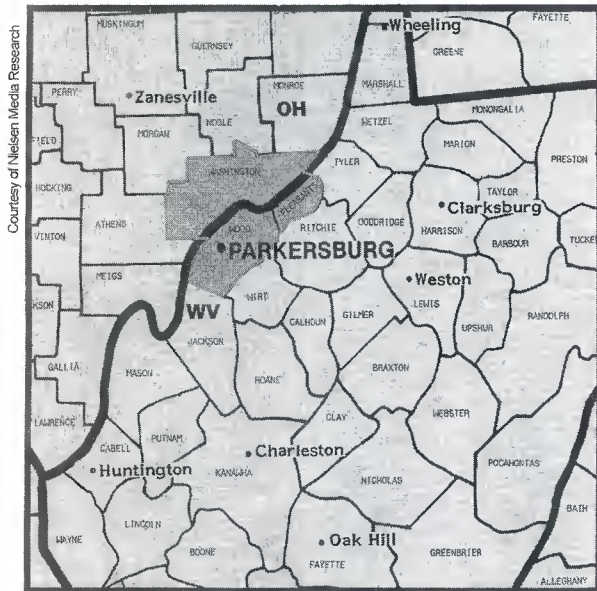 Courtesy of Nielsen Media Research
MUSKINGUM
GUERNSEY
Wheeling
GREENE
FAYETTE
PERRY
Zanesville
MONROE
OH
MARSHALL
MORGAN
NOBLE
WETZEL
MONONGALIA
MARION
PRESTON
WASHINGTON
TYLER
HOCKING
PLEASANTS
TAYLOR
Clarksburg
ATHENS
WOOD
RITCHIE
DODDRIDGE
HARRISON
BARBOUR
TUCKE
VINTON
PARKERSBURG
MEIGS
WIRT
Weston
LEWIS
KSON
WV
CALHOUN
GILMER
UPSHUR
RANDOLPH
JACKSON
GALLIA
MASON
ROANE
BRAXTON
LAWRENCE
CLAY
WEBSTER
PUTNAM
CABELL
Charleston
POCAHONTAS
Huntington
KANAWHA
NICHOLAS
LINCOLN
BATH
WAYNE
BOONE
Oak Hill
FAYETTE
GREENBRIER
ALLEGHANY